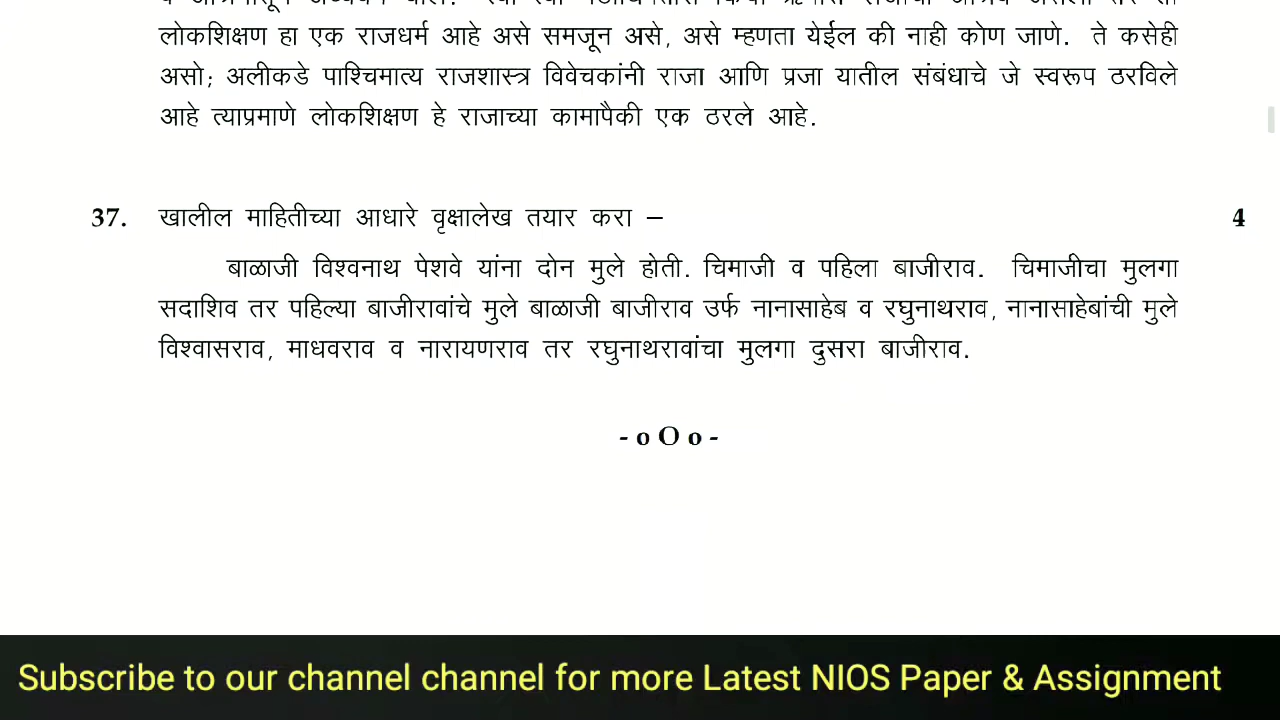 लोकशिक्षण हा एक राजधर्म आहे असे समजून असे, असे म्हणता येईल की नाही कोण जाणे. ते कसेही
असो; अलीकडे पाश्चिमात्य राजशास्त्र विवेचकांनी राजा आणि प्रजा यातील संबंधाचे जे स्वरूप ठरविले
आहे त्याप्रमाणे लोकशिक्षण हे राजाच्या कामापैकी एक ठरले आहे.
37. खालील माहितीच्या आधारे वृक्षालेख तयार करा – 4
बाळाजी विश्वनाथ पेशवे यांना दोन मुले होती. चिमाजी व पहिला बाजीराव. चिमाजीचा मुलगा
सदाशिव तर पहिल्या बाजीरावांचे मुले बाळाजी बाजीराव उर्फ नानासाहेब व रघुनाथराव, नानासाहेबांची मुले
विश्वासराव, माधवराव व नारायणराव तर रघुनाथरावांचा मुलगा दुसरा बाजीराव.
- o O o -
Subscribe to our channel channel for more Latest NIOS Paper & Assignment